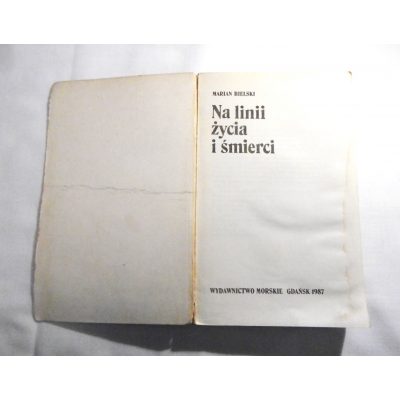 MARIAN BIELSKI
Na linii
życia
i śmierci
WYDAWNICTWO MORSKIE GDAŃSK 1987